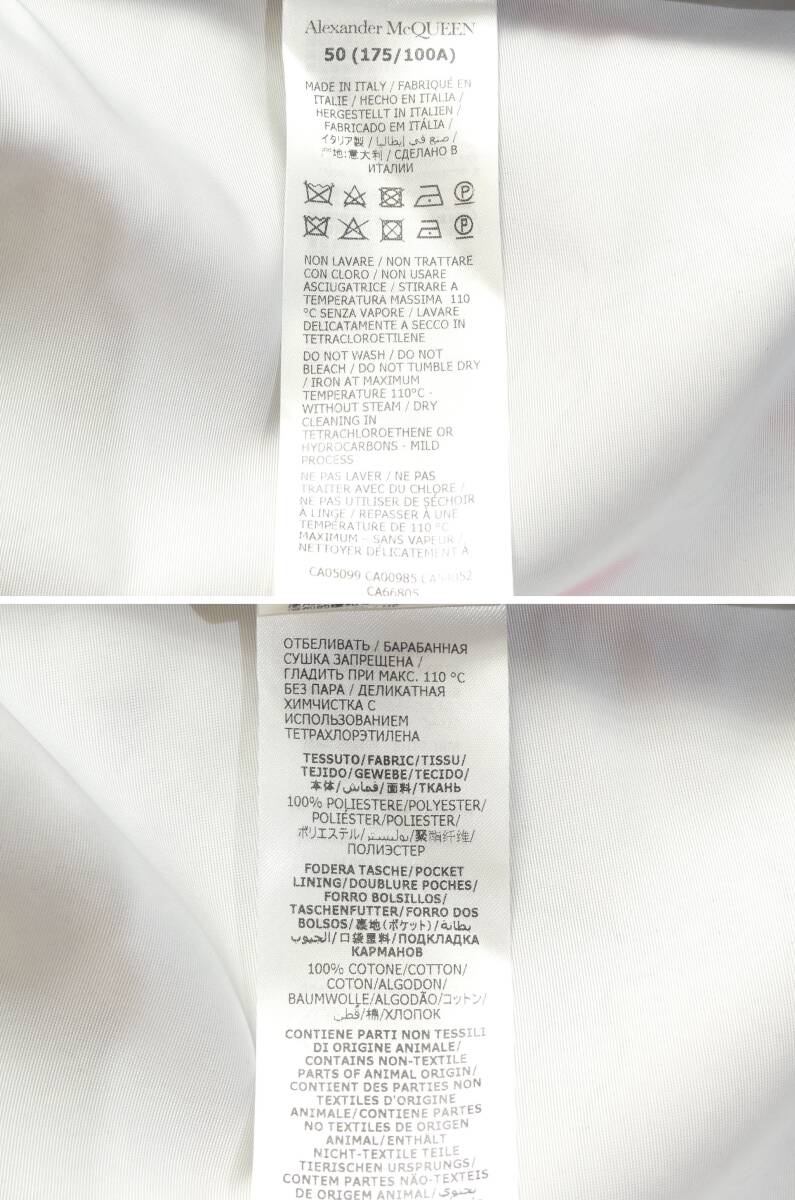 Alexander McQUEEN
50 (175/100A)
MADE IN ITALY / FABRIQUÉ EN
ITALIE / HECHO EN ITALIA /
HERGESTELLT IN ITALIEN /
FABRICADO EM ITÁLIA /
イタリア製 / صنع في إيطاليا /
地:意大利 / СДЕЛАНО В
ИТАЛИИ
P
P
NON LAVARE / NON TRATTARE
CON CLORO / NON USARE
ASCIUGATRICE / STIRARE A
TEMPERATURA MASSIMA 110
°C SENZA VAPORE / LAVARE
DELICATAMENTE A SECCO IN
TETRACLOROETILENE
DO NOT WASH / DO NOT
BLEACH / DO NOT TUMBLE DRY
/ IRON AT MAXIMUM
TEMPERATURE 110°C -
WITHOUT STEAM / DRY
CLEANING IN
TETRACHLOROETHENE OR
HYDROCARBONS - MILD
PROCESS
NE PAS LAVER / NE PAS
TRAITER AVEC DU CHLORE /
NE PAS UTILISER DE SÉCHOIR
À LINGE / REPASSER À UNE
TEMPÉRATURE DE 110 °C
MAXIMUM - SANS VAPEUR /
NETTOYER DÉLICATEMENT À
CA05099 CA00985
CA66805
ОТБЕЛИВАТЬ / БАРАБАННАЯ
СУШКА ЗАПРЕЩЕНА /
ГЛАДИТЬ ПРИ МАКС. 110 °C
БЕЗ ПАРА / ДЕЛИКАТНАЯ
ХИМЧИСТКА С
ИСПОЛЬЗОВАНИЕМ
ТЕТРАХЛОРЭТИЛЕНА
TESSUTO/FABRIC/TISSU/
TEJIDO/GEWEBE/TECIDO/
本体/قماش/面料/ТКАНЬ
100% POLIESTERE/POLYESTER/
POLIÉSTER/POLIESTER/
ポリエステル/بوليستر/聚酯纤维/
ПОЛИЭСТЕР
FODERA TASCHE/POCKET
LINING/DOUBLURE POCHES/
FORRO BOLSILLOS/
TASCHENFUTTER/FORRO DOS
BOLSOS/裏地(ポケット)/بطانة
الجيوب/口袋里料/ПОДКЛАДКА
КАРМАНОВ
100% COTONE/COTTON/
COTON/ALGODON/
BAUMWOLLE/ALGODÃO/コットン/
قطن/棉/ХЛОПОК
CONTIENE PARTI NON TESSILI
DI ORIGINE ANIMALE/
CONTAINS NON-TEXTILE
PARTS OF ANIMAL ORIGIN/
CONTIENT DES PARTIES NON
TEXTILES D'ORIGINE
ANIMALE/CONTIENE PARTES
NO TEXTILES DE ORIGEN
ANIMAL/ENTHÄLT
NICHT-TEXTILE TEILE
TIERISCHEN URSPRUNGS/
CONTEM PARTES NÃO-TEXTEIS
DE ORIGEM ANIMAL/يحتوي